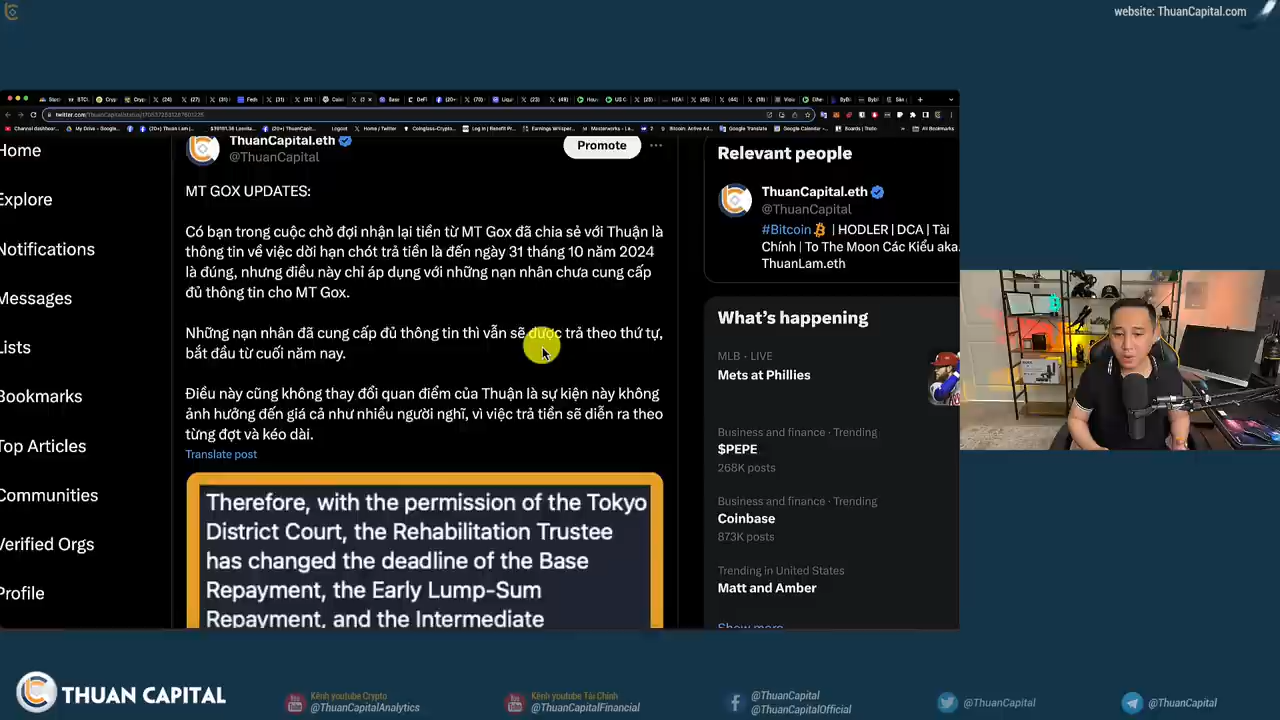 website: ThuanCapital.com
Home
Explore
Notifications
Messages
Lists
Bookmarks
Top Articles
Communities
Verified Orgs
Profile
ThuanCapital.eth
@ThuanCapital
Promote
MT GOX UPDATES:
Có bạn trong cuộc chờ đợi nhận lại tiền từ MT Gox đã chia sẻ với Thuận là
thông tin về việc dời hạn chót trả tiền là đến ngày 31 tháng 10 năm 2024
là đúng, nhưng điều này chỉ áp dụng với những nạn nhân chưa cung cấp
đủ thông tin cho MT Gox.
Những nạn nhân đã cung cấp đủ thông tin thì vẫn sẽ được trả theo thứ tự,
bắt đầu từ cuối năm nay.
Điều này cũng không thay đổi quan điểm của Thuận là sự kiện này không
ảnh hưởng đến giá cả như nhiều người nghĩ, vì việc trả tiền sẽ diễn ra theo
từng đợt và kéo dài.
Translate post
Therefore, with the permission of the Tokyo
District Court, the Rehabilitation Trustee
has changed the deadline of the Base
Repayment, the Early Lump-Sum
Repayment, and the Intermediate
Relevant people
ThuanCapital.eth
@ThuanCapital
#Bitcoin | HODLER | DCA | Tài
Chính | To The Moon Các Kiểu aka.
ThuanLam.eth
What's happening
MLB · LIVE
Mets at Phillies
Business and finance · Trending
$PEPE
268K posts
Business and finance · Trending
Coinbase
873K posts
Trending in United States
Matt and Amber
Show more
THUAN CAPITAL
Kênh youtube Crypto
@ThuanCapitalAnalytics
Kênh youtube Tài Chính
@ThuanCapitalFinancial
@ThuanCapital
@ThuanCapitalOfficial
@ThuanCapital
@ThuanCapital